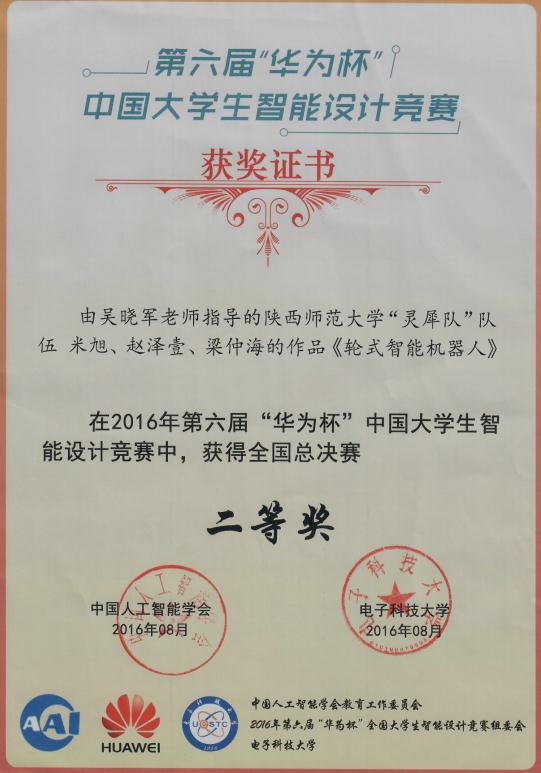 第六届“华为杯”
中国大学生智能设计竞赛
获奖证书
由吴晓军老师指导的陕西师范大学“灵犀队”队
伍 米旭、赵泽壹、梁仲海的作品《轮式智能机器人》
在2016年第六届“华为杯”中国大学生智
能设计竞赛中，获得全国总决赛
二等奖
中国人工智能学会
2016年08月
电子科技大学
2016年08月
CAAI
HUAWEI
UESTC
1956
中国人工智能学会教育工作委员会
2016年第六届“华为杯”全国大学生智能设计竞赛组委会
电子科技大学